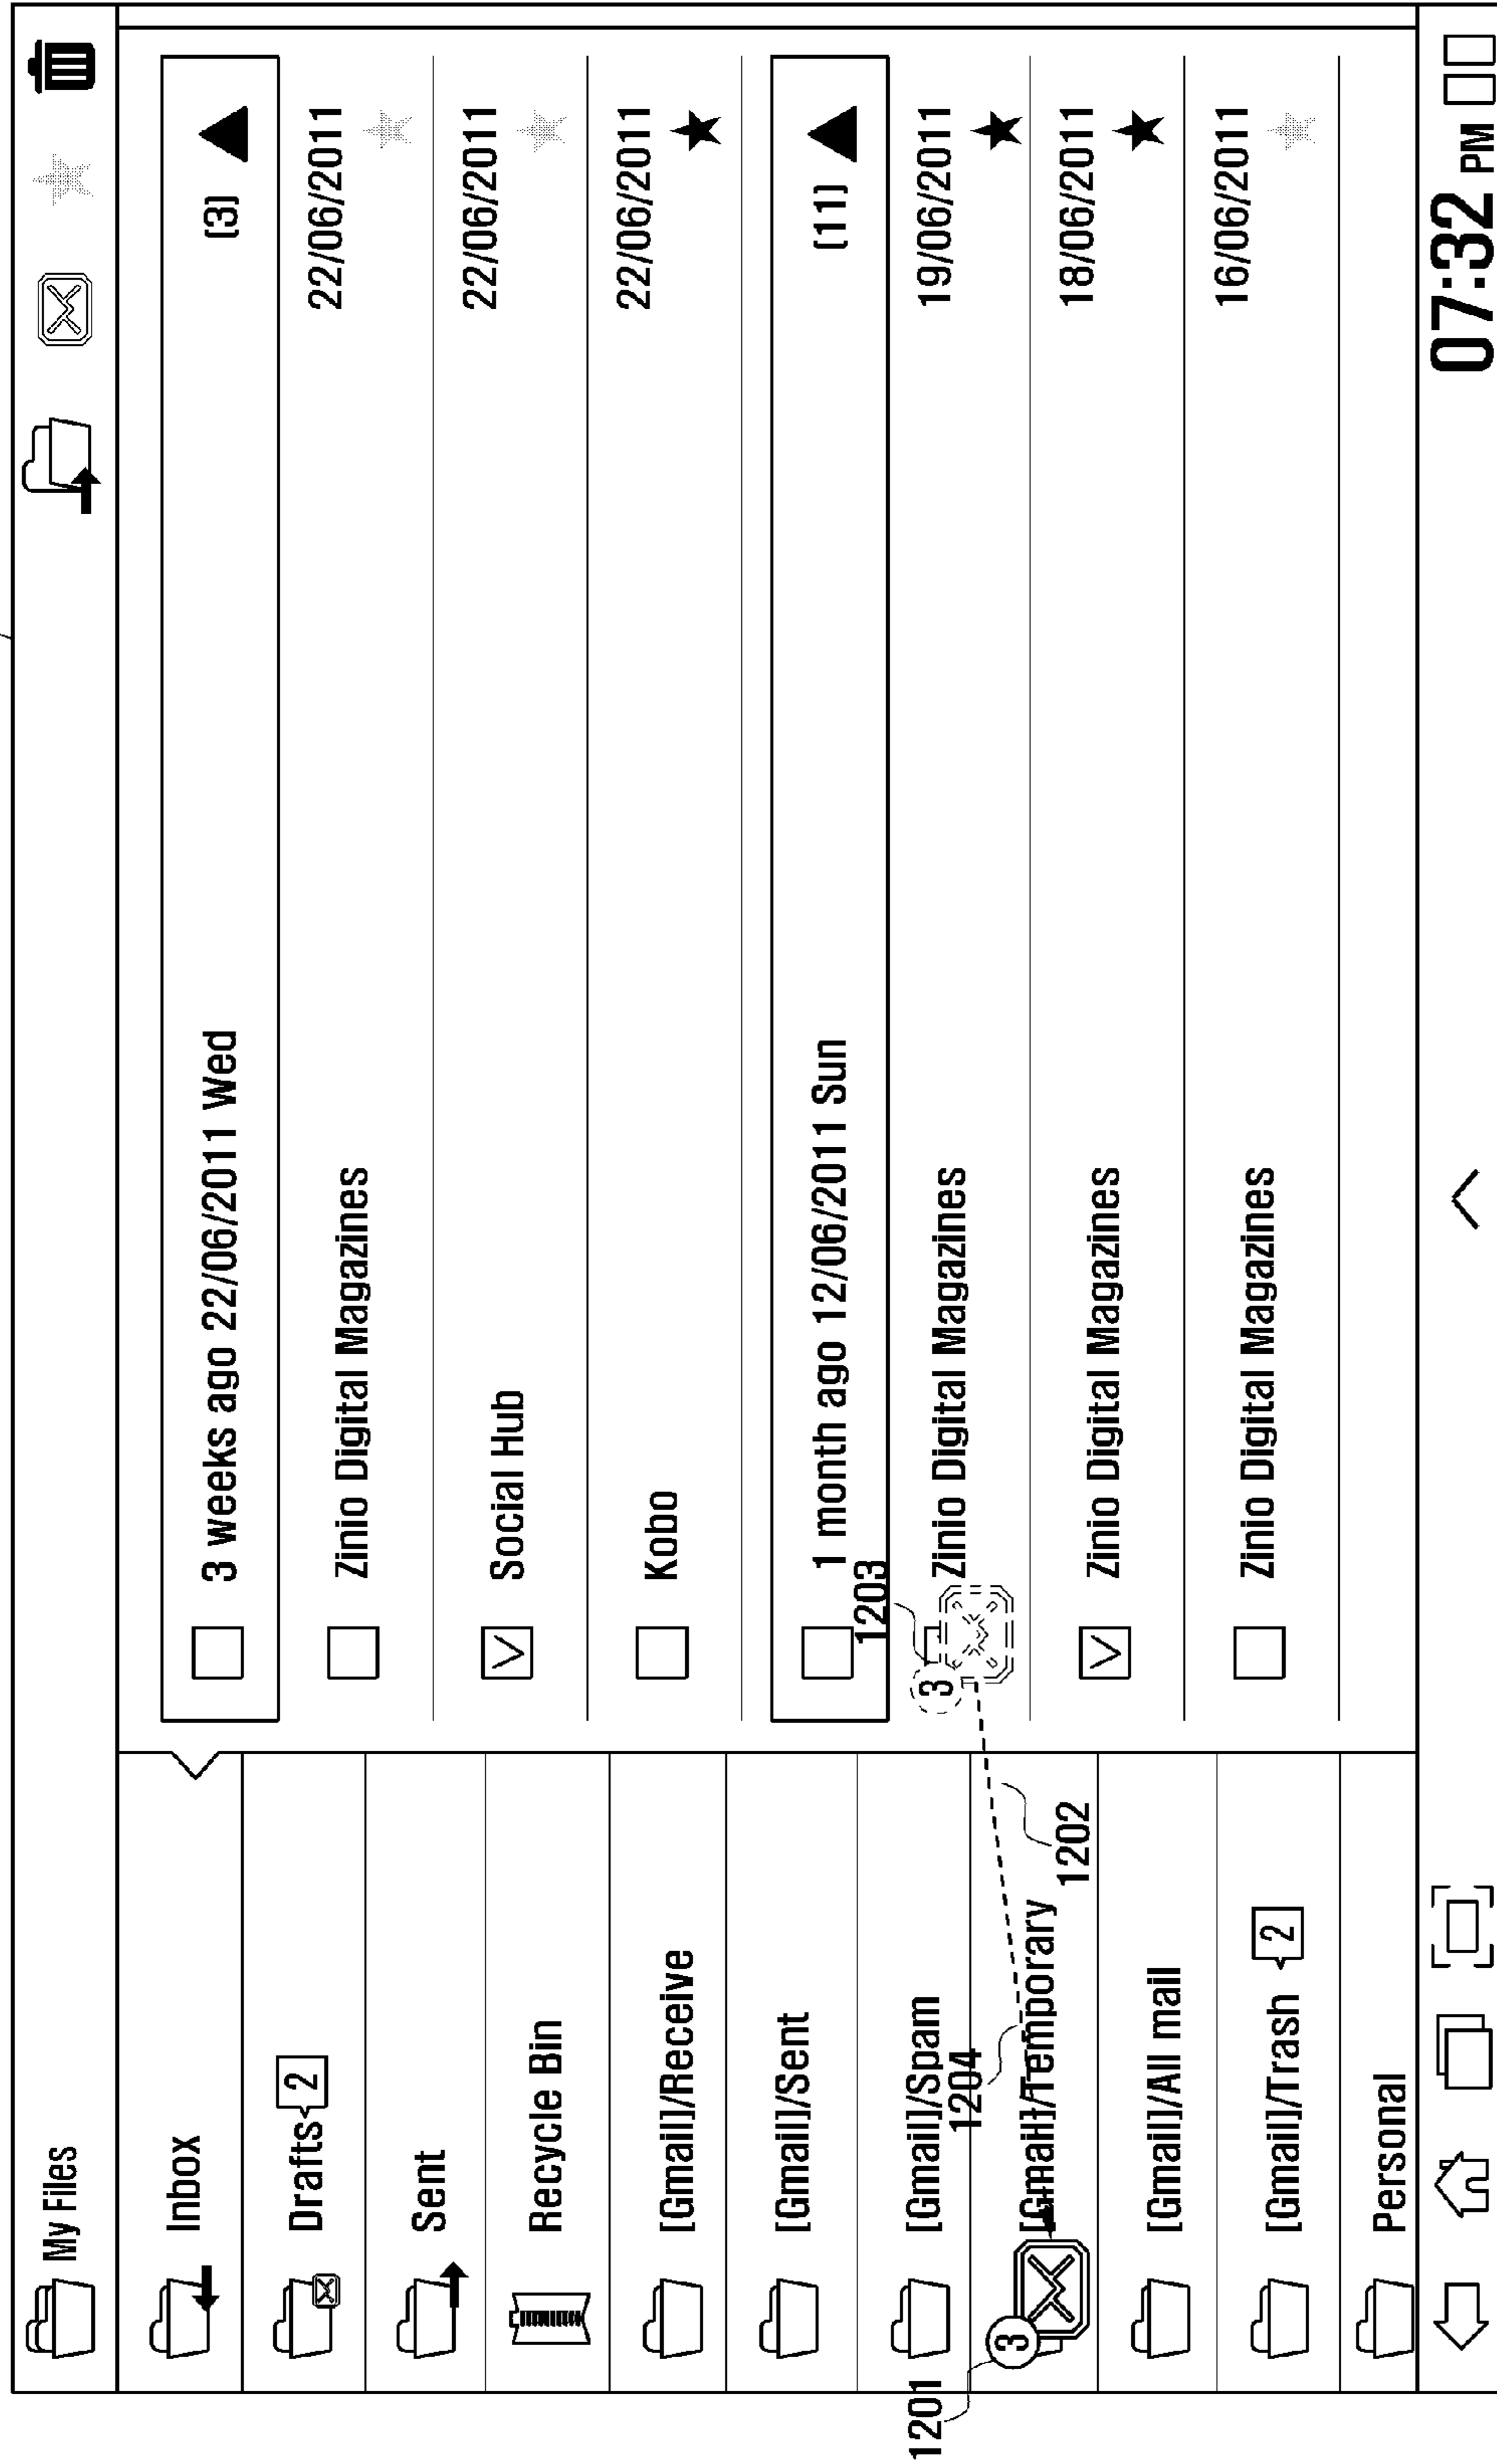 My Files
Inbox
Drafts 2
Sent
Recycle Bin
[Gmail]/Receive
[Gmail]/Sent
[Gmail]/Spam
[Gmail]/Temporary
[Gmail]/All mail
[Gmail]/Trash 2
Personal
3 weeks ago 22/06/2011 Wed (3)
Zinio Digital Magazines 22/06/2011
Social Hub 22/06/2011
Kobo 22/06/2011
1 month ago 12/06/2011 Sun (11)
Zinio Digital Magazines 19/06/2011
Zinio Digital Magazines 18/06/2011
Zinio Digital Magazines 16/06/2011
3
3
1201
1204
1202
1203
07:32 PM